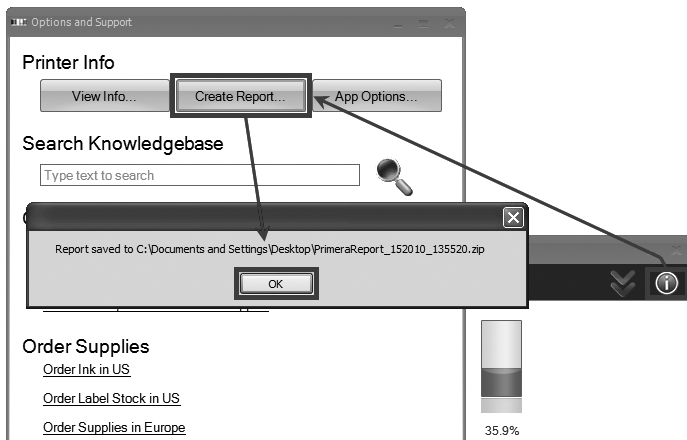 Options and Support
Printer Info
View Info...
Create Report...
App Options...
Search Knowledgebase
Type text to search
Report saved to C:\Documents and Settings\Desktop\PrimeraReport_152010_135520.zip
OK
Order Supplies
Order Ink in US
Order Label Stock in US
Order Supplies in Europe
35.9%